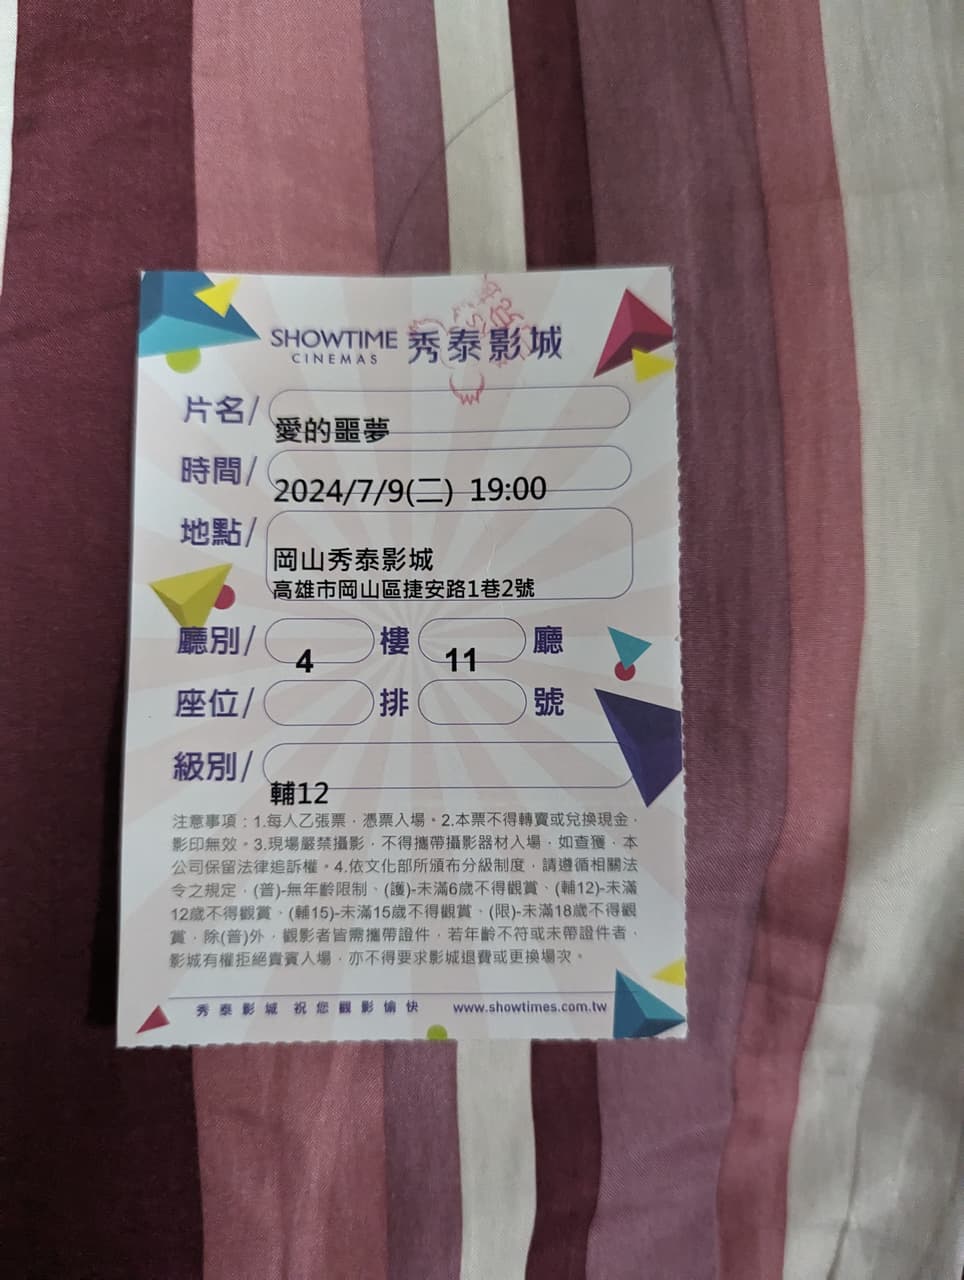 SHOWTIME CINEMAS 秀泰影城
片名/ 愛的噩夢
時間/ 2024/7/9(二) 19:00
地點/
岡山秀泰影城
高雄市岡山區捷安路1巷2號
廳別/ 4 樓 11 廳
座位/ 排 號
級別/ 輔12
注意事項：1.每人乙張票，憑票入場。2.本票不得轉賣或兌換現金，
影印無效。3.現場嚴禁攝影，不得攜帶攝影器材入場，如查獲，本
公司保留法律追訴權。4.依文化部所頒布分級制度，請遵循相關法
令之規定，(普)-無年齡限制、(護)-未滿6歲不得觀賞、(輔12)-未滿
12歲不得觀賞、(輔15)-未滿15歲不得觀賞、(限)-未滿18歲不得觀
賞，除(普)外，觀影者皆需攜帶證件，若年齡不符或未帶證件者，
影城有權拒絕貴賓入場，亦不得要求影城退費或更換場次。
秀泰影城 祝您觀影愉快 www.showtimes.com.tw